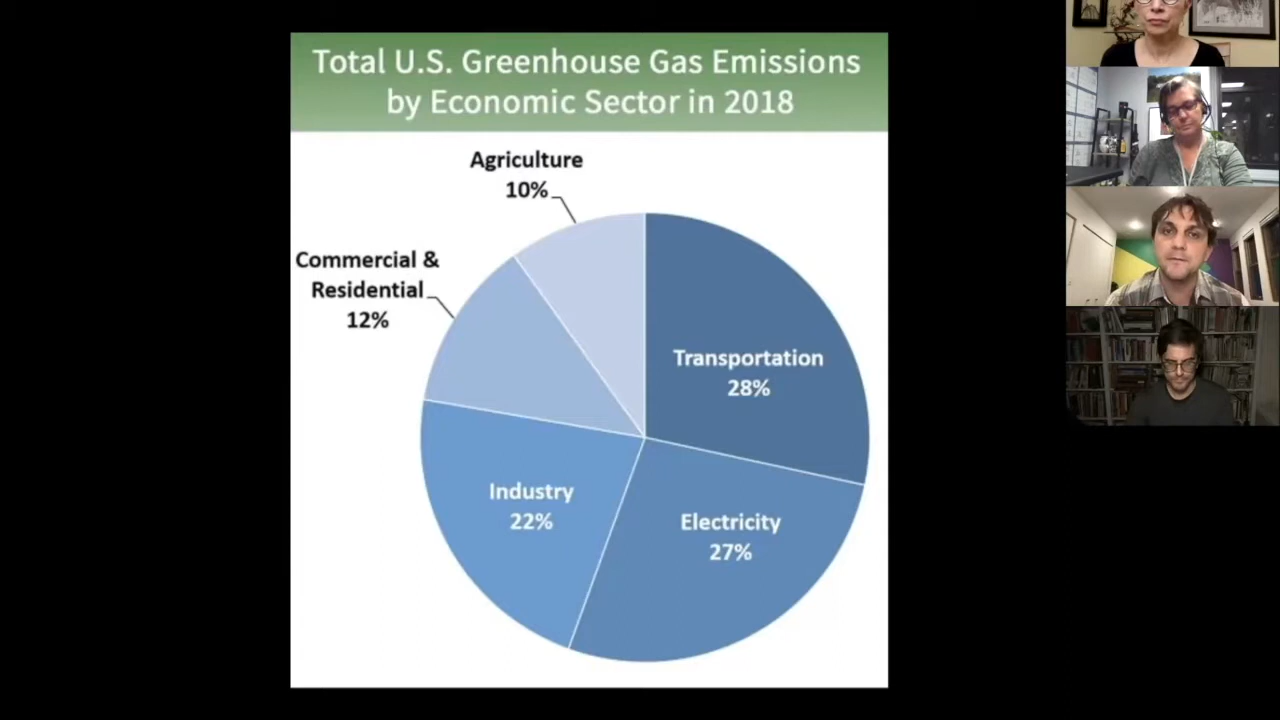 Total U.S. Greenhouse Gas Emissions
by Economic Sector in 2018
Agriculture
10%
Commercial &
Residential
12%
Transportation
28%
Industry
22%
Electricity
27%